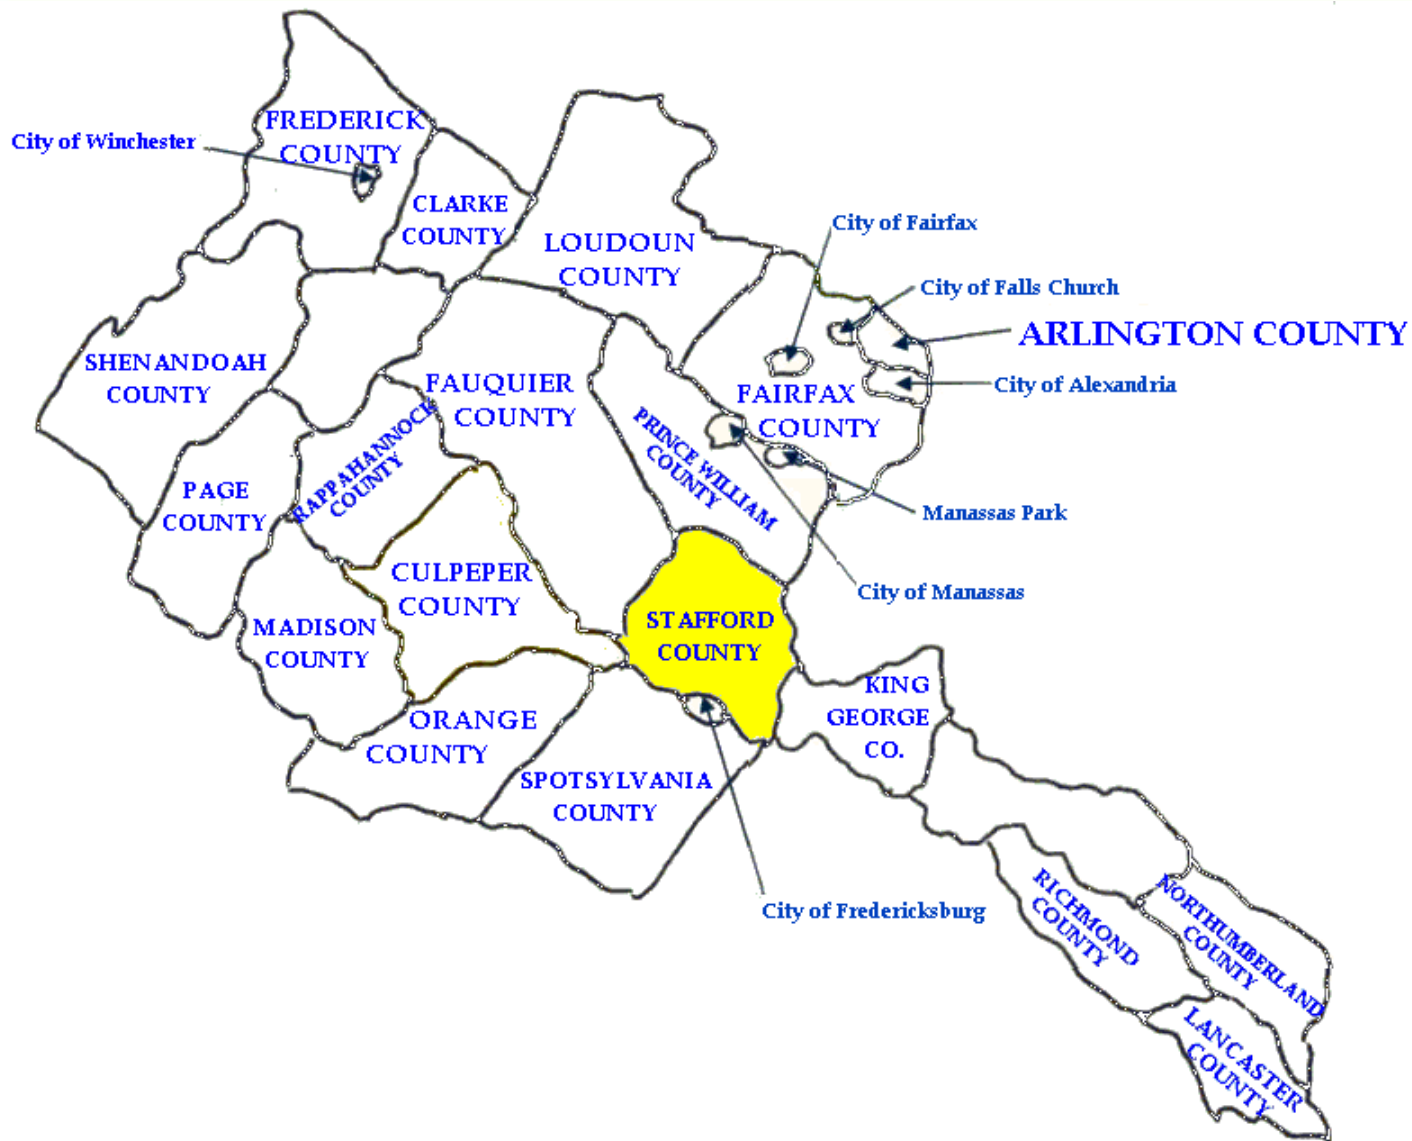 FREDERICK
COUNTY
City of Winchester
CLARKE
COUNTY
LOUDOUN
COUNTY
City of Fairfax
City of Falls Church
ARLINGTON COUNTY
City of Alexandria
SHENANDOAH
COUNTY
FAUQUIER
COUNTY
FAIRFAX
COUNTY
RAPPAHANNOCK
COUNTY
PRINCE WILLIAM
COUNTY
PAGE
COUNTY
Manassas Park
City of Manassas
CULPEPER
COUNTY
MADISON
COUNTY
STAFFORD
COUNTY
KING
GEORGE
CO.
ORANGE
COUNTY
SPOTSYLVANIA
COUNTY
City of Fredericksburg
RICHMOND
COUNTY
NORTHUMBERLAND
COUNTY
LANCASTER
COUNTY